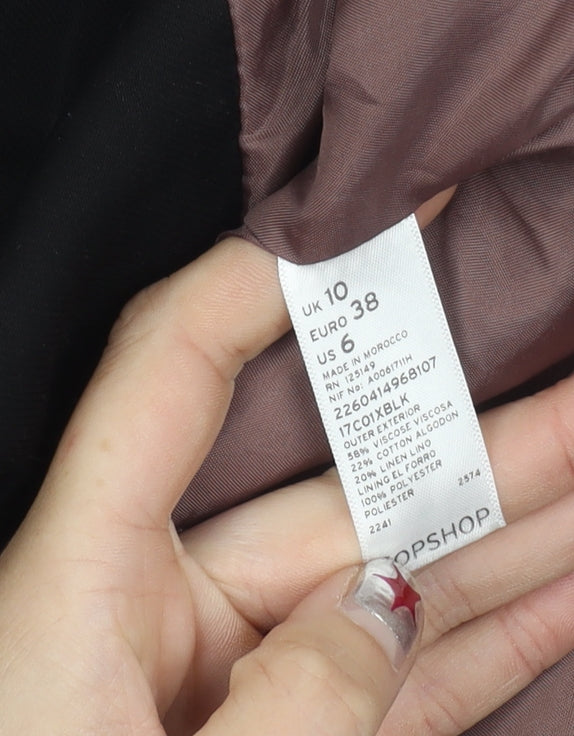 UK 10
EURO 38
US 6
MADE IN MOROCCO
RN 125149
NIF No: A0061711H
2260414968107
17C01XBLK
OUTER EXTERIOR
58% VISCOSE VISCOSA
22% COTTON ALGODON
20% LINEN LINO
LINING EL FORRO
100% POLYESTER
POLIESTER 2574
2241
OPSHOP